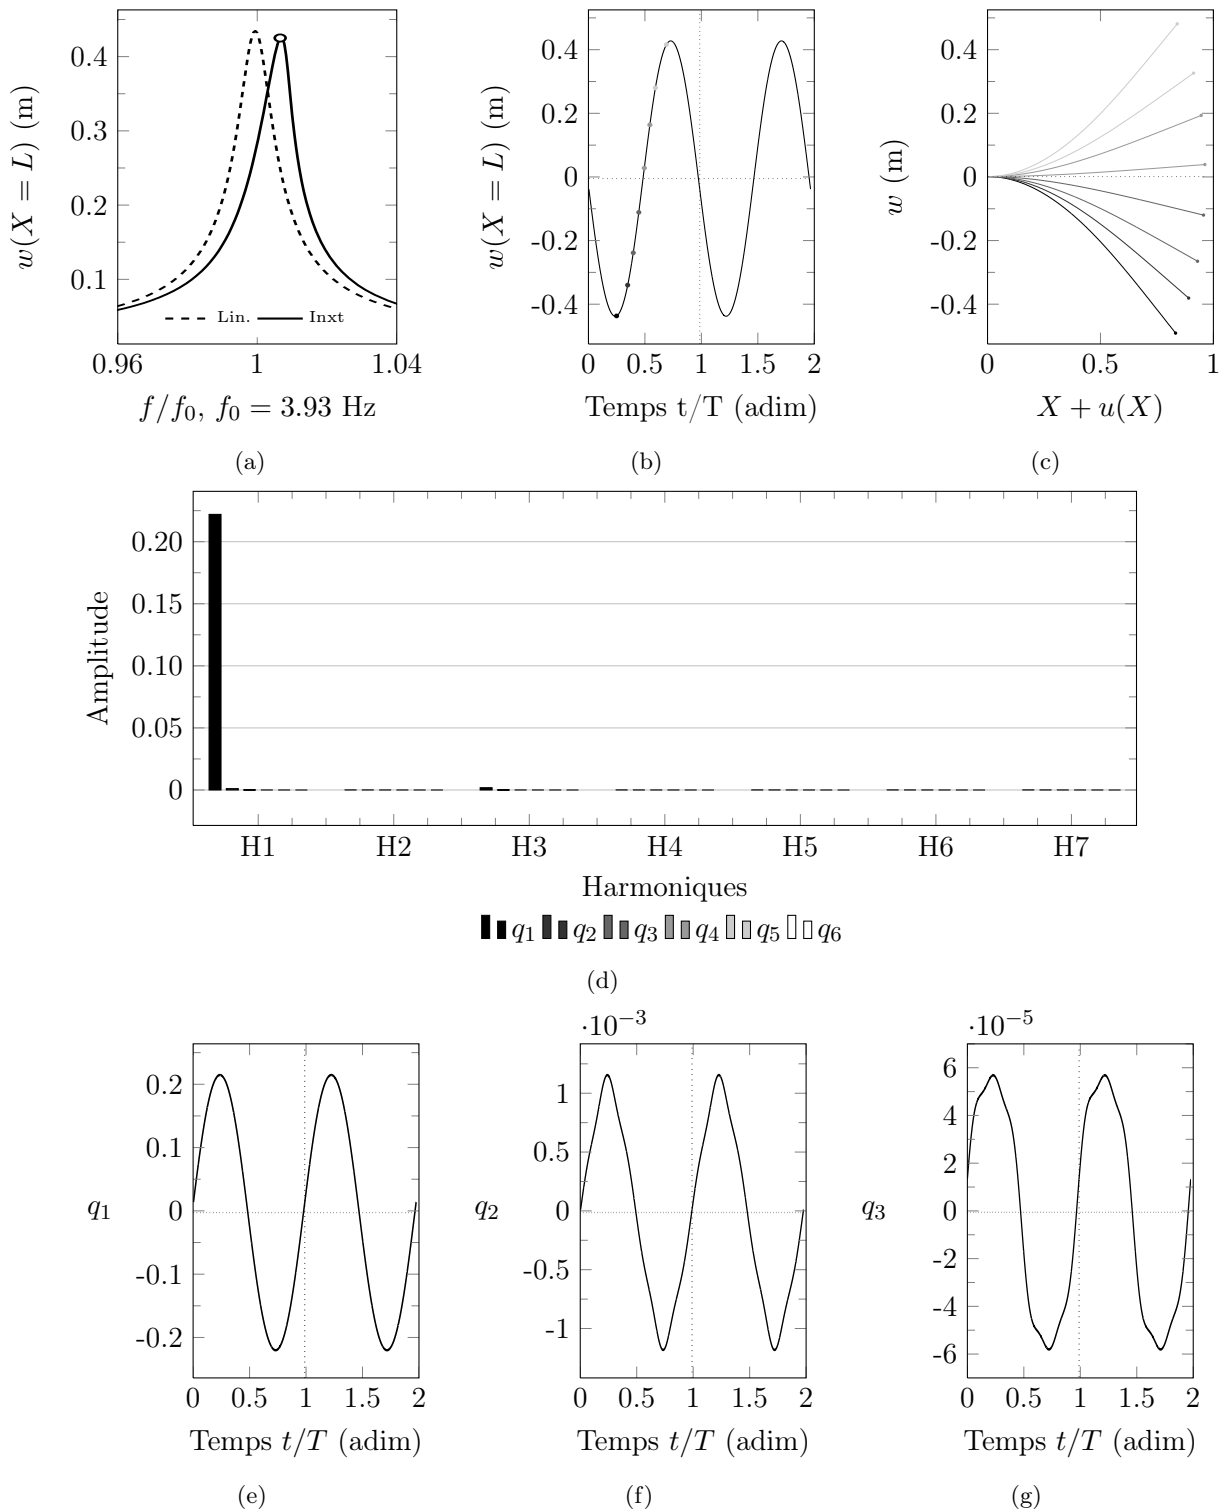 w(X = L) (m)
0.4
0.3
0.2
0.1
Lin.
Inxt
0.96
1
1.04
f/f₀, f₀ = 3.93 Hz
(a)
w(X = L) (m)
0.4
0.2
0
-0.2
-0.4
0
0.5
1
1.5
2
Temps t/T (adim)
(b)
w (m)
0.4
0.2
0
-0.2
-0.4
0
0.5
1
X + u(X)
(c)
Amplitude
0.20
0.15
0.10
0.05
0
H1
H2
H3
H4
H5
H6
H7
Harmoniques
q₁ q₂ q₃ q₄ q₅ q₆
(d)
q₁
0.2
0.1
0
-0.1
-0.2
0
0.5
1
1.5
2
Temps t/T (adim)
(e)
·10⁻³
q₂
1
0.5
0
-0.5
-1
0
0.5
1
1.5
2
Temps t/T (adim)
(f)
·10⁻⁵
q₃
6
4
2
0
-2
-4
-6
0
0.5
1
1.5
2
Temps t/T (adim)
(g)